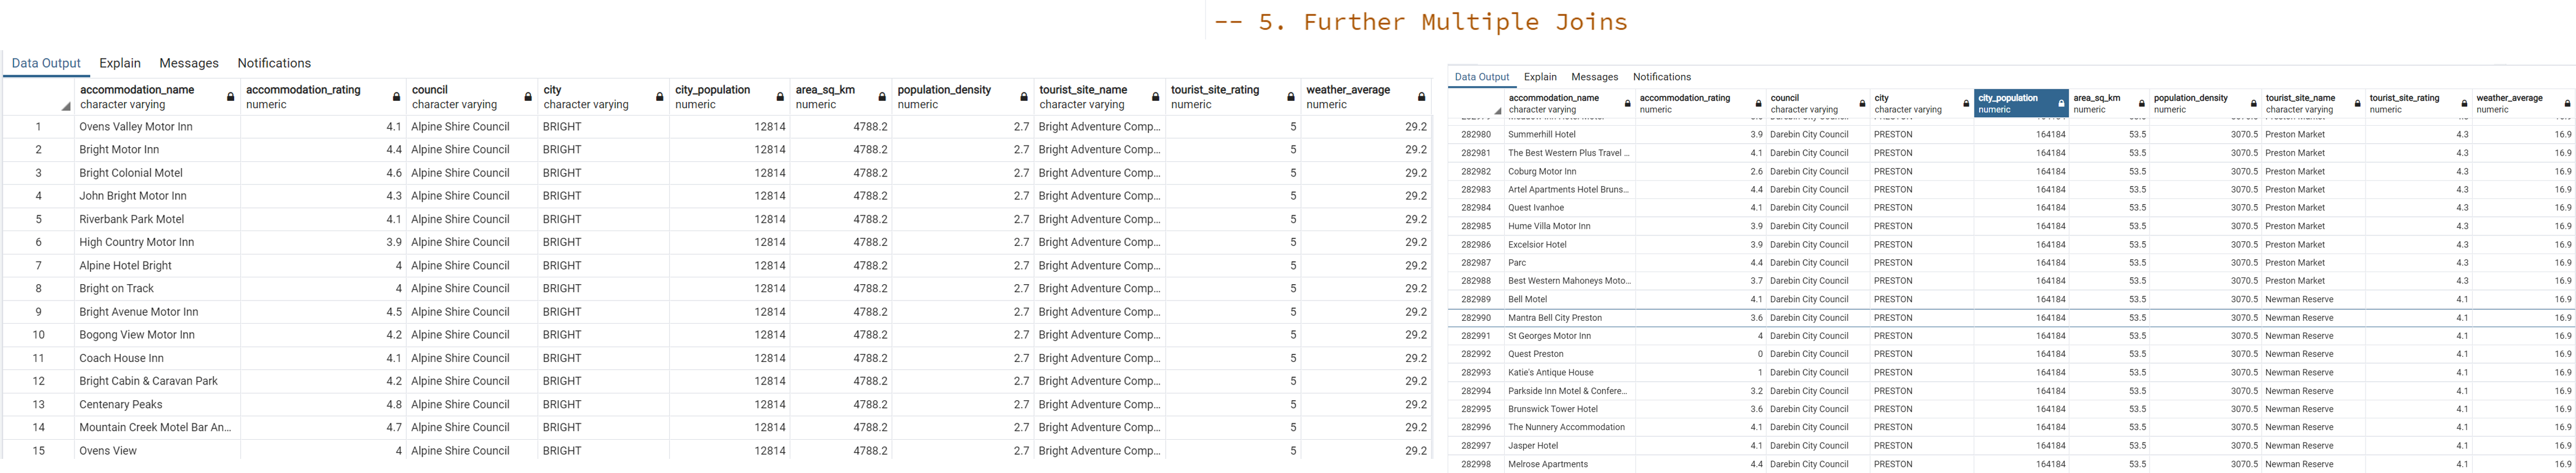 -- 5. Further Multiple Joins
Data Output Explain Messages Notifications
accommodation_name accommodation_rating council city city_population area_sq_km population_density tourist_site_name tourist_site_rating weather_average
character varying numeric character varying character varying numeric numeric numeric character varying numeric numeric
1 Ovens Valley Motor Inn 4.1 Alpine Shire Council BRIGHT 12814 4788.2 2.7 Bright Adventure Comp... 5 29.2
2 Bright Motor Inn 4.4 Alpine Shire Council BRIGHT 12814 4788.2 2.7 Bright Adventure Comp... 5 29.2
3 Bright Colonial Motel 4.6 Alpine Shire Council BRIGHT 12814 4788.2 2.7 Bright Adventure Comp... 5 29.2
4 John Bright Motor Inn 4.3 Alpine Shire Council BRIGHT 12814 4788.2 2.7 Bright Adventure Comp... 5 29.2
5 Riverbank Park Motel 4.1 Alpine Shire Council BRIGHT 12814 4788.2 2.7 Bright Adventure Comp... 5 29.2
6 High Country Motor Inn 3.9 Alpine Shire Council BRIGHT 12814 4788.2 2.7 Bright Adventure Comp... 5 29.2
7 Alpine Hotel Bright 4 Alpine Shire Council BRIGHT 12814 4788.2 2.7 Bright Adventure Comp... 5 29.2
8 Bright on Track 4 Alpine Shire Council BRIGHT 12814 4788.2 2.7 Bright Adventure Comp... 5 29.2
9 Bright Avenue Motor Inn 4.5 Alpine Shire Council BRIGHT 12814 4788.2 2.7 Bright Adventure Comp... 5 29.2
10 Bogong View Motor Inn 4.2 Alpine Shire Council BRIGHT 12814 4788.2 2.7 Bright Adventure Comp... 5 29.2
11 Coach House Inn 4.1 Alpine Shire Council BRIGHT 12814 4788.2 2.7 Bright Adventure Comp... 5 29.2
12 Bright Cabin & Caravan Park 4.2 Alpine Shire Council BRIGHT 12814 4788.2 2.7 Bright Adventure Comp... 5 29.2
13 Centenary Peaks 4.8 Alpine Shire Council BRIGHT 12814 4788.2 2.7 Bright Adventure Comp... 5 29.2
14 Mountain Creek Motel Bar An... 4.7 Alpine Shire Council BRIGHT 12814 4788.2 2.7 Bright Adventure Comp... 5 29.2
15 Ovens View 4 Alpine Shire Council BRIGHT 12814 4788.2 2.7 Bright Adventure Comp... 5 29.2
Data Output Explain Messages Notifications
accommodation_name accommodation_rating council city city_population area_sq_km population_density tourist_site_name tourist_site_rating weather_average
character varying numeric character varying character varying numeric numeric numeric character varying numeric numeric
282980 Summerhill Hotel 3.9 Darebin City Council PRESTON 164184 53.5 3070.5 Preston Market 4.3 16.9
282981 The Best Western Plus Travel ... 4.1 Darebin City Council PRESTON 164184 53.5 3070.5 Preston Market 4.3 16.9
282982 Coburg Motor Inn 2.6 Darebin City Council PRESTON 164184 53.5 3070.5 Preston Market 4.3 16.9
282983 Artel Apartments Hotel Bruns... 4.4 Darebin City Council PRESTON 164184 53.5 3070.5 Preston Market 4.3 16.9
282984 Quest Ivanhoe 4.1 Darebin City Council PRESTON 164184 53.5 3070.5 Preston Market 4.3 16.9
282985 Hume Villa Motor Inn 3.9 Darebin City Council PRESTON 164184 53.5 3070.5 Preston Market 4.3 16.9
282986 Excelsior Hotel 3.9 Darebin City Council PRESTON 164184 53.5 3070.5 Preston Market 4.3 16.9
282987 Parc 4.4 Darebin City Council PRESTON 164184 53.5 3070.5 Preston Market 4.3 16.9
282988 Best Western Mahoneys Moto... 3.7 Darebin City Council PRESTON 164184 53.5 3070.5 Preston Market 4.3 16.9
282989 Bell Motel 4.1 Darebin City Council PRESTON 164184 53.5 3070.5 Newman Reserve 4.1 16.9
282990 Mantra Bell City Preston 3.6 Darebin City Council PRESTON 164184 53.5 3070.5 Newman Reserve 4.1 16.9
282991 St Georges Motor Inn 4 Darebin City Council PRESTON 164184 53.5 3070.5 Newman Reserve 4.1 16.9
282992 Quest Preston 0 Darebin City Council PRESTON 164184 53.5 3070.5 Newman Reserve 4.1 16.9
282993 Katie's Antique House 1 Darebin City Council PRESTON 164184 53.5 3070.5 Newman Reserve 4.1 16.9
282994 Parkside Inn Motel & Confere... 3.2 Darebin City Council PRESTON 164184 53.5 3070.5 Newman Reserve 4.1 16.9
282995 Brunswick Tower Hotel 3.6 Darebin City Council PRESTON 164184 53.5 3070.5 Newman Reserve 4.1 16.9
282996 The Nunnery Accommodation 4.1 Darebin City Council PRESTON 164184 53.5 3070.5 Newman Reserve 4.1 16.9
282997 Jasper Hotel 4.1 Darebin City Council PRESTON 164184 53.5 3070.5 Newman Reserve 4.1 16.9
282998 Melrose Apartments 4.4 Darebin City Council PRESTON 164184 53.5 3070.5 Newman Reserve 4.1 16.9